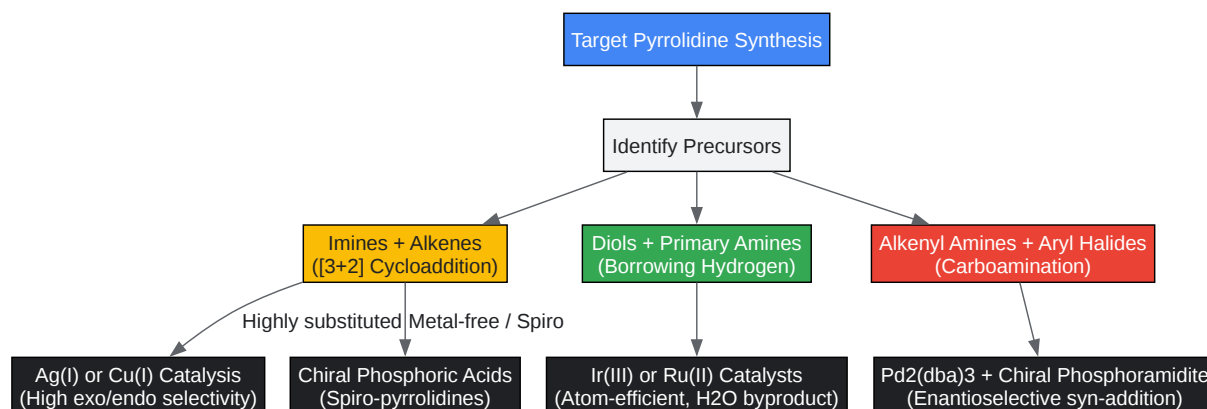 Target Pyrrolidine Synthesis
Identify Precursors
Imines + Alkenes
([3+2] Cycloaddition)
Diols + Primary Amines
(Borrowing Hydrogen)
Alkenyl Amines + Aryl Halides
(Carboamination)
Highly substituted
Metal-free / Spiro
Ag(I) or Cu(I) Catalysis
(High exo/endo selectivity)
Chiral Phosphoric Acids
(Spiro-pyrrolidines)
Ir(III) or Ru(II) Catalysts
(Atom-efficient, H2O byproduct)
Pd2(dba)3 + Chiral Phosphoramidite
(Enantioselective syn-addition)